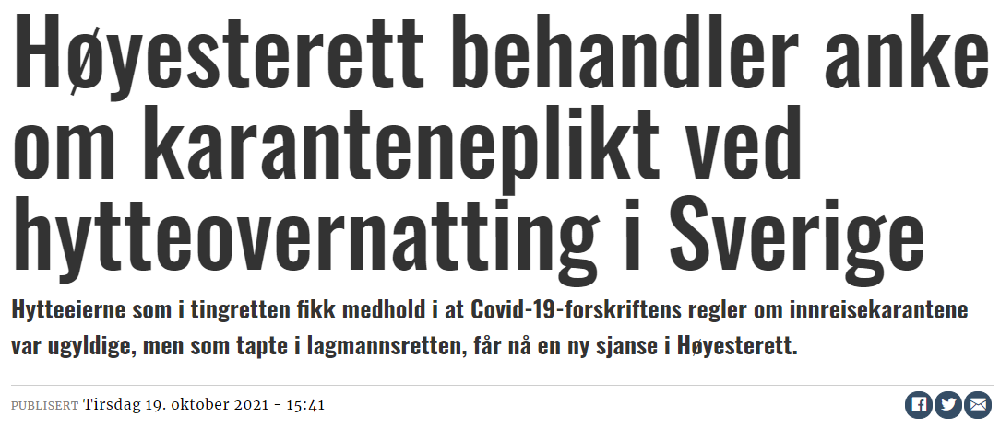 Høyesterett behandler anke
om karanteneplikt ved
hytteovernatting i Sverige
Hytteeierne som i tingretten fikk medhold i at Covid-19-forskriftens regler om innreisekarantene
var ugyldige, men som tapte i lagmannsretten, får nå en ny sjanse i Høyesterett.
PUBLISERT Tirsdag 19. oktober 2021 - 15:41